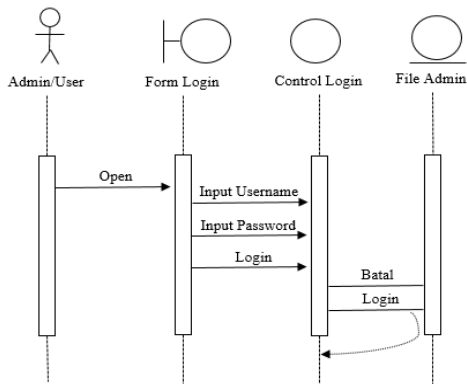 Admin/User
Form Login
Control Login
File Admin
Open
Input Username
Input Password
Login
Batal
Login